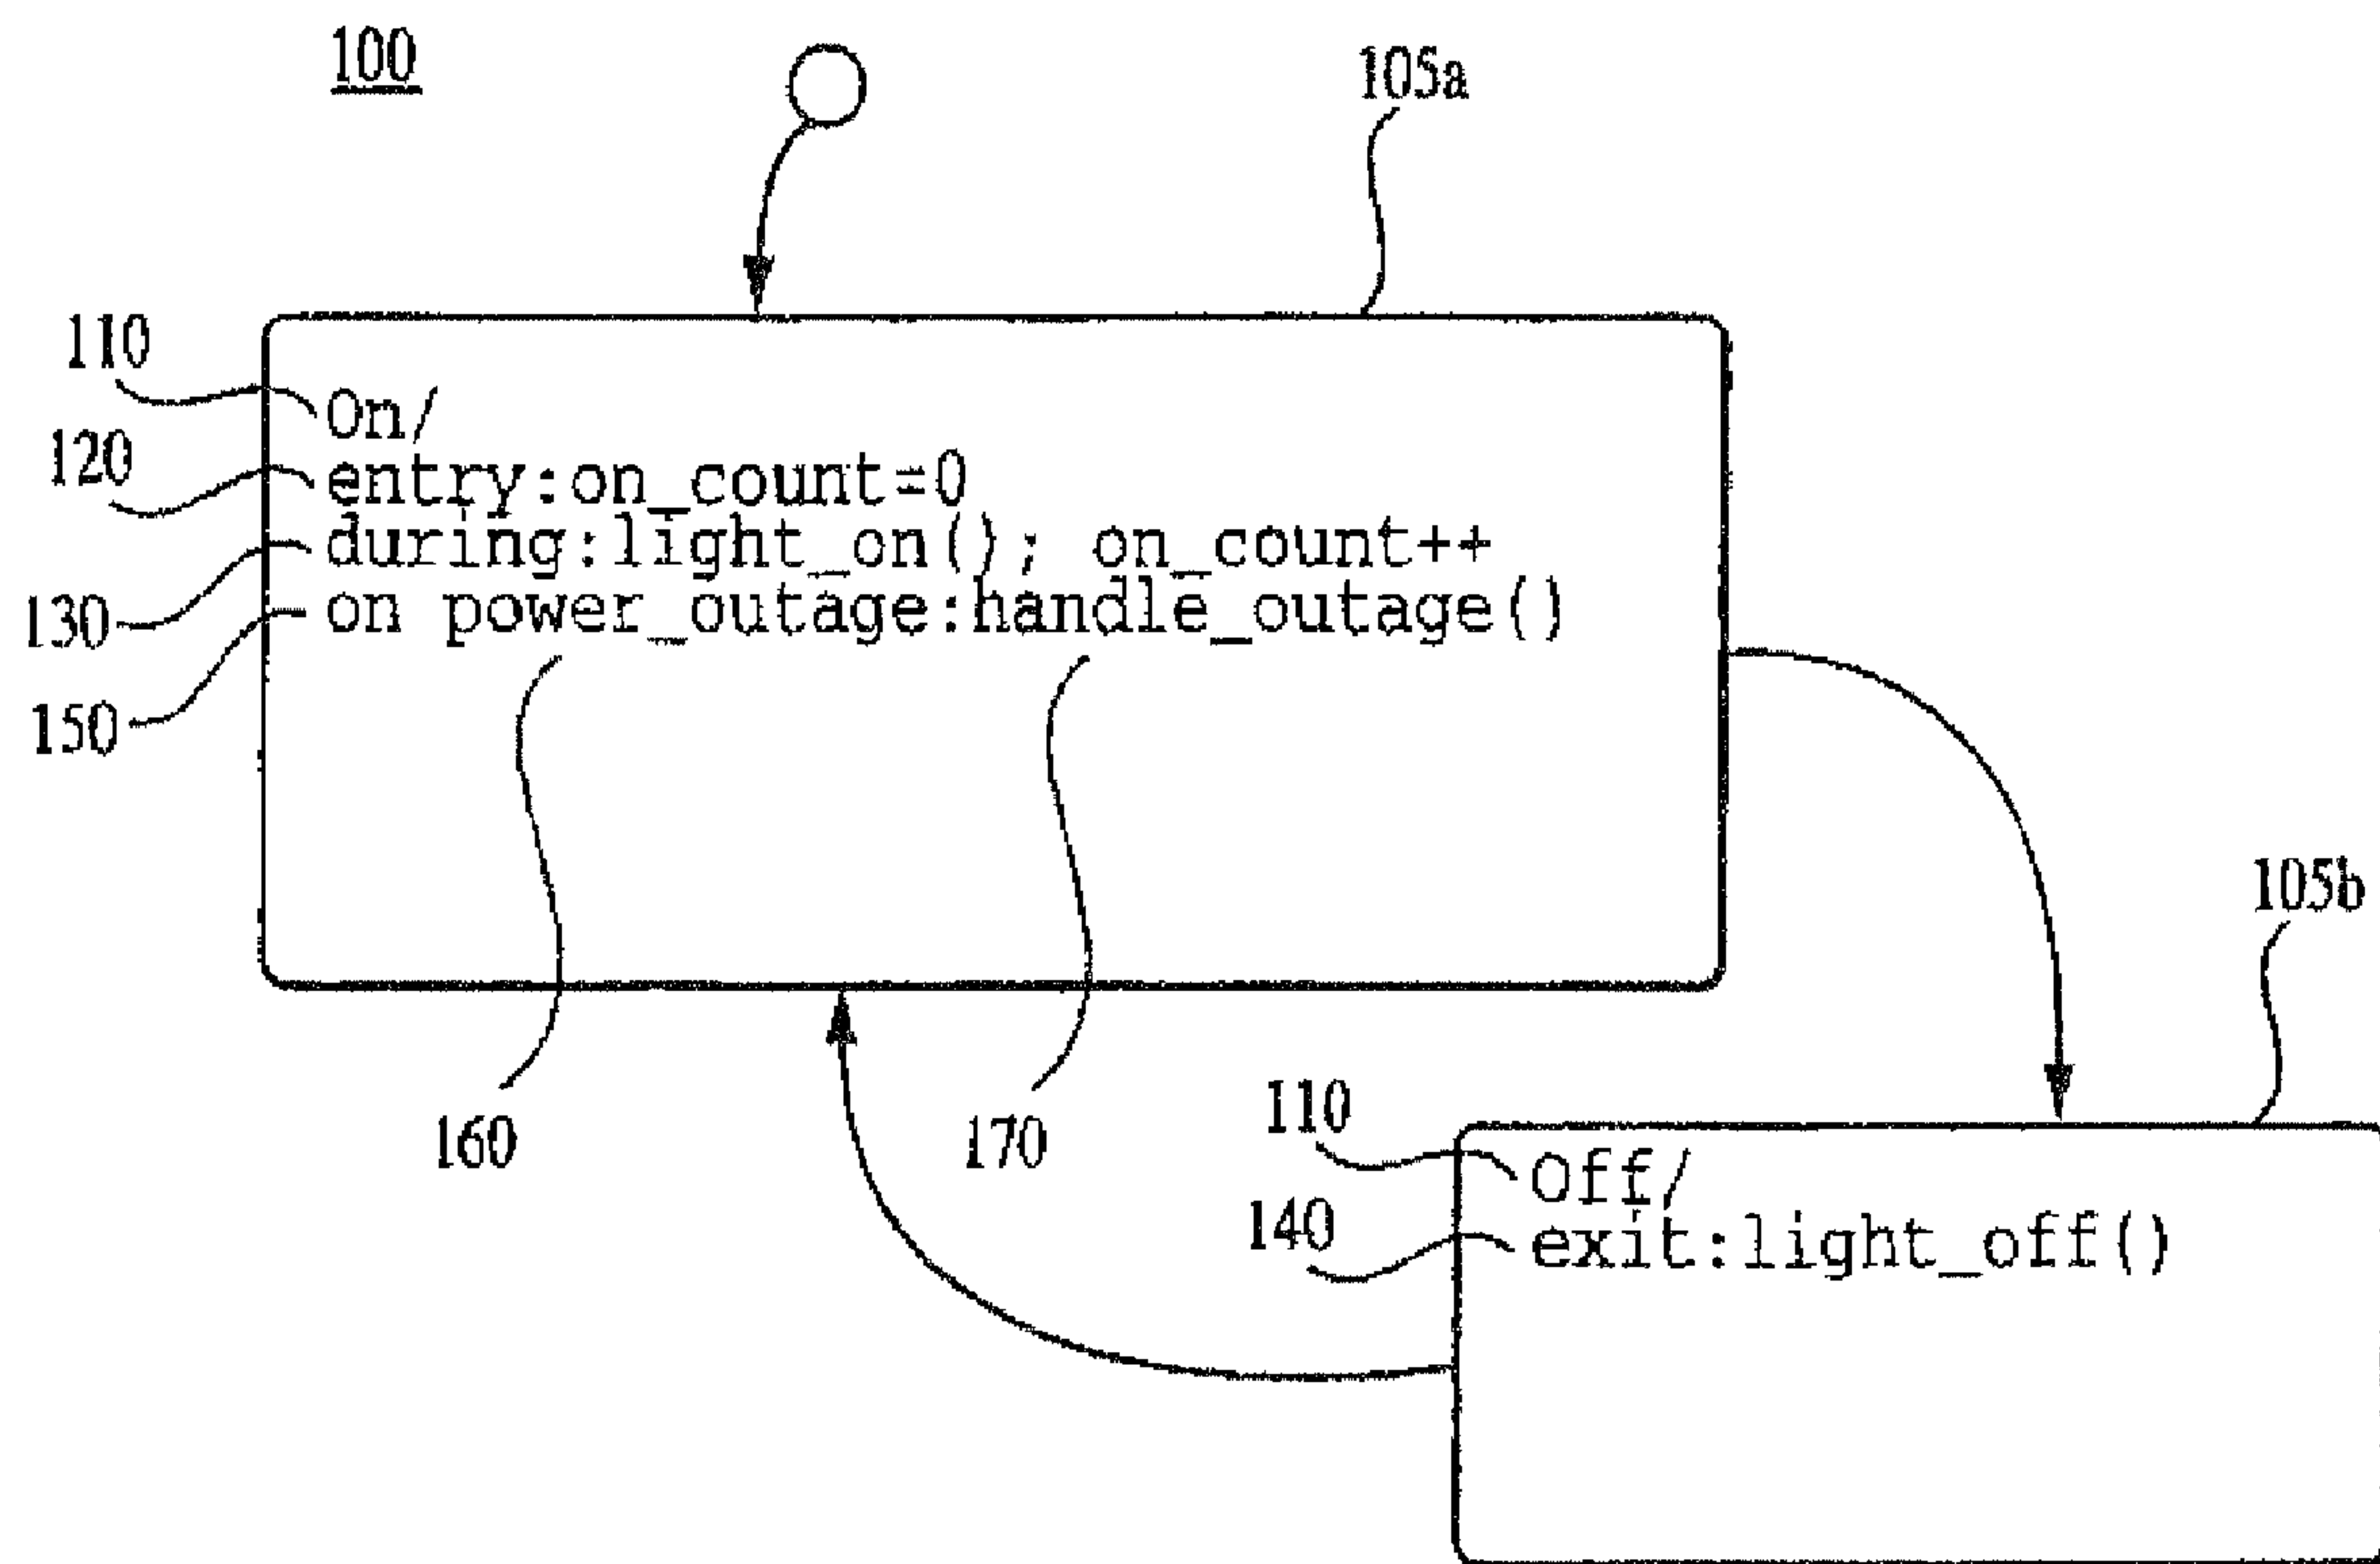 100
105a
110
On/
120
entry:on_count=0
during:light_on(); on_count++
130
on power_outage:handle_outage()
150
105b
160
170
110
Off/
140
exit:light_off()